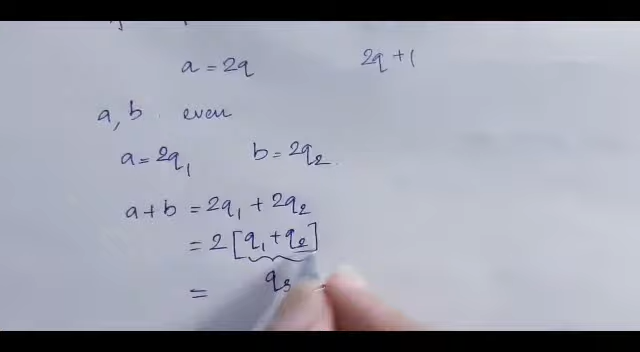 a = 2q 2q + 1
a, b even
a = 2q₁ b = 2q₂.
a + b = 2q₁ + 2q₂
= 2 [q₁ + q₂]
= q₃